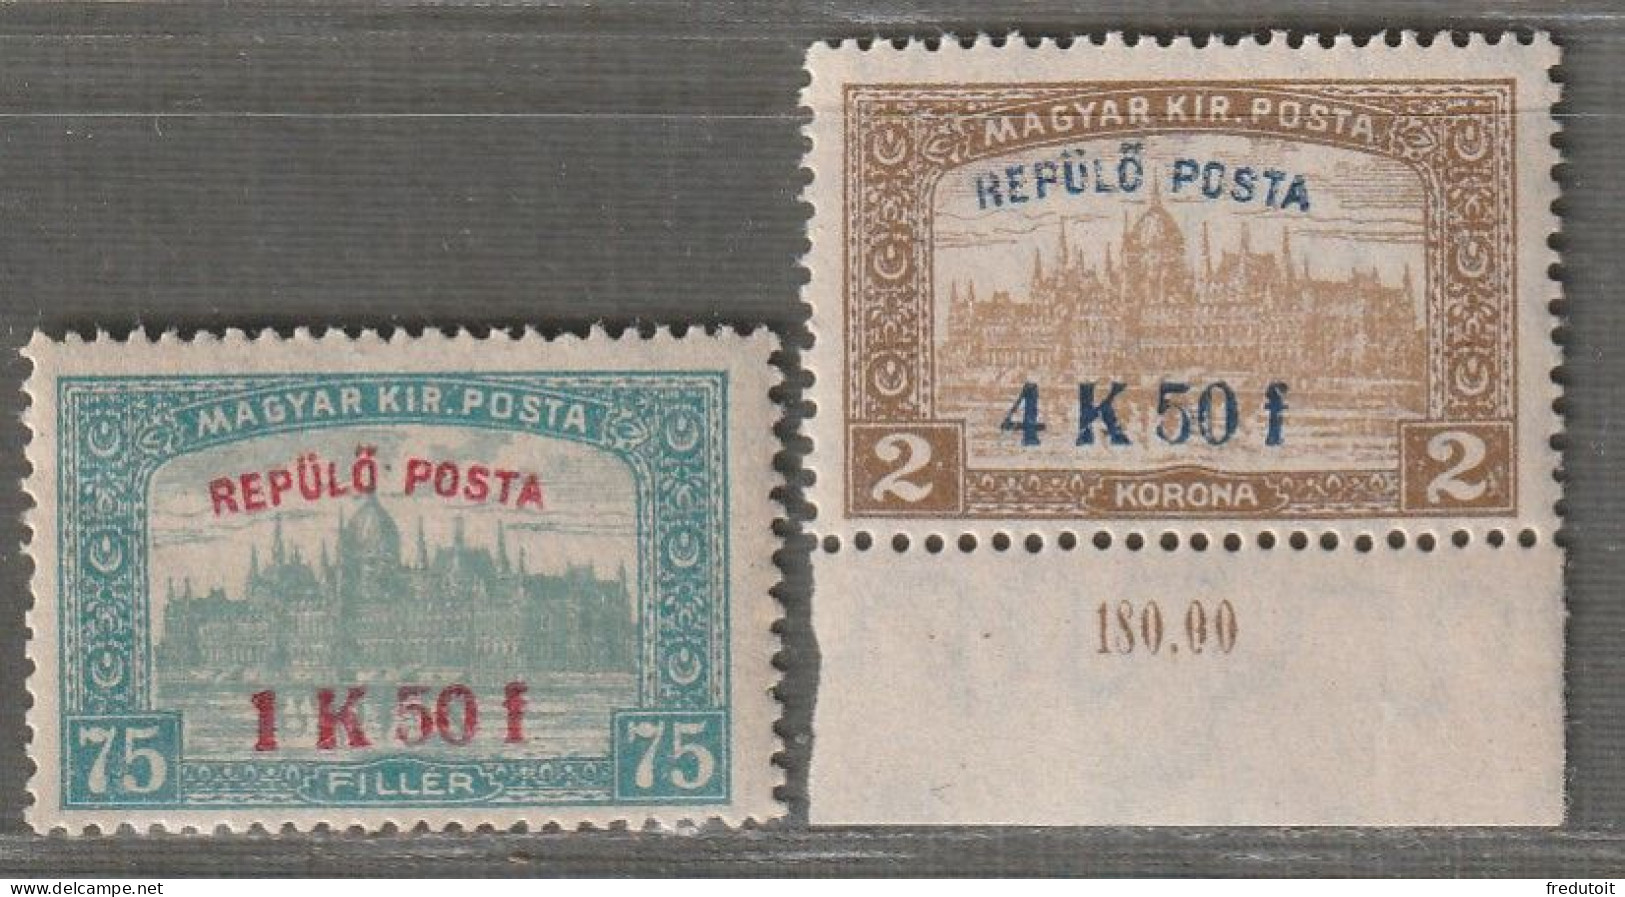 MAGYAR KIR. POSTA
REPÜLŐ POSTA
1 K 50 f
75 75
FILLÉR
MAGYAR KIR. POSTA
REPÜLŐ POSTA
4 K 50 f
2 2
KORONA
180.00
www.delcampe.net
fredutoit